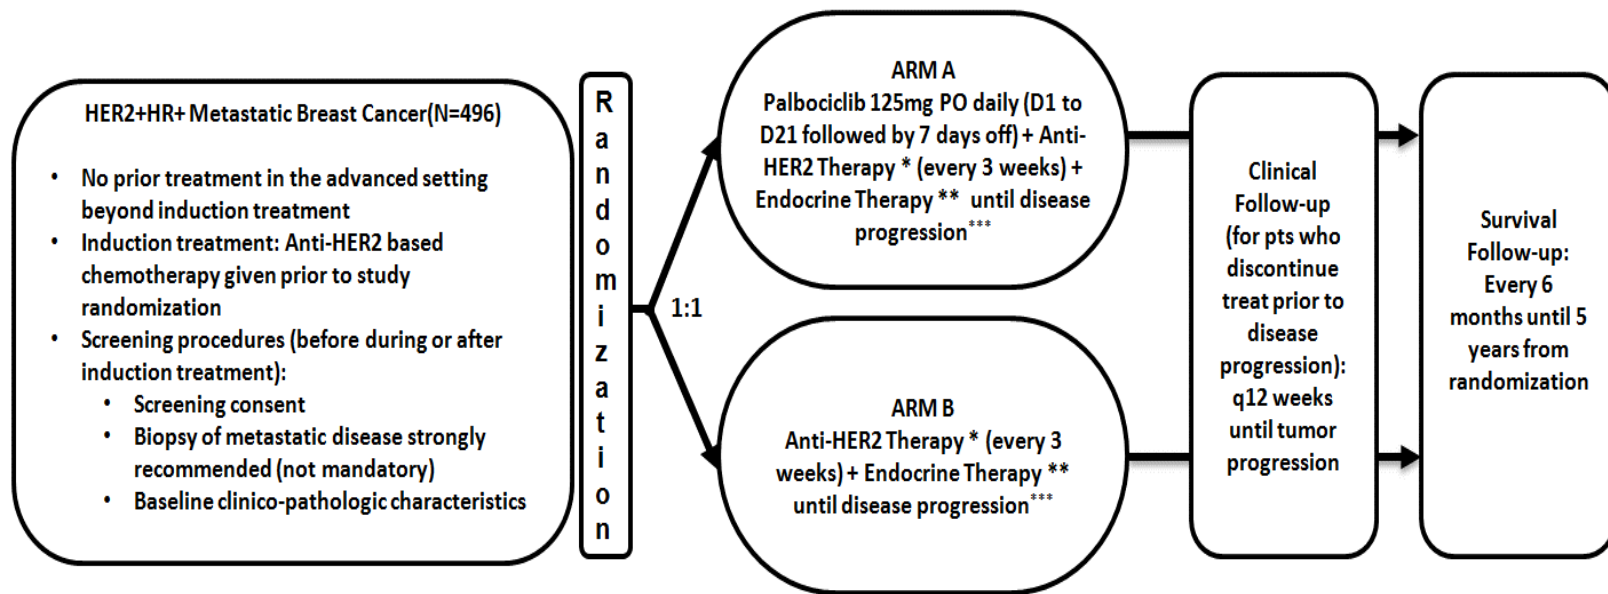 HER2+HR+ Metastatic Breast Cancer(N=496)
• No prior treatment in the advanced setting
beyond induction treatment
• Induction treatment: Anti-HER2 based
chemotherapy given prior to study
randomization
• Screening procedures (before during or after
induction treatment):
• Screening consent
• Biopsy of metastatic disease strongly
recommended (not mandatory)
• Baseline clinico-pathologic characteristics
Randomization
1:1
ARM A
Palbociclib 125mg PO daily (D1 to
D21 followed by 7 days off) + Anti-
HER2 Therapy * (every 3 weeks) +
Endocrine Therapy ** until disease
progression***
ARM B
Anti-HER2 Therapy * (every 3
weeks) + Endocrine Therapy **
until disease progression***
Clinical
Follow-up
(for pts who
discontinue
treat prior to
disease
progression):
q12 weeks
until tumor
progression
Survival
Follow-up:
Every 6
months until 5
years from
randomization